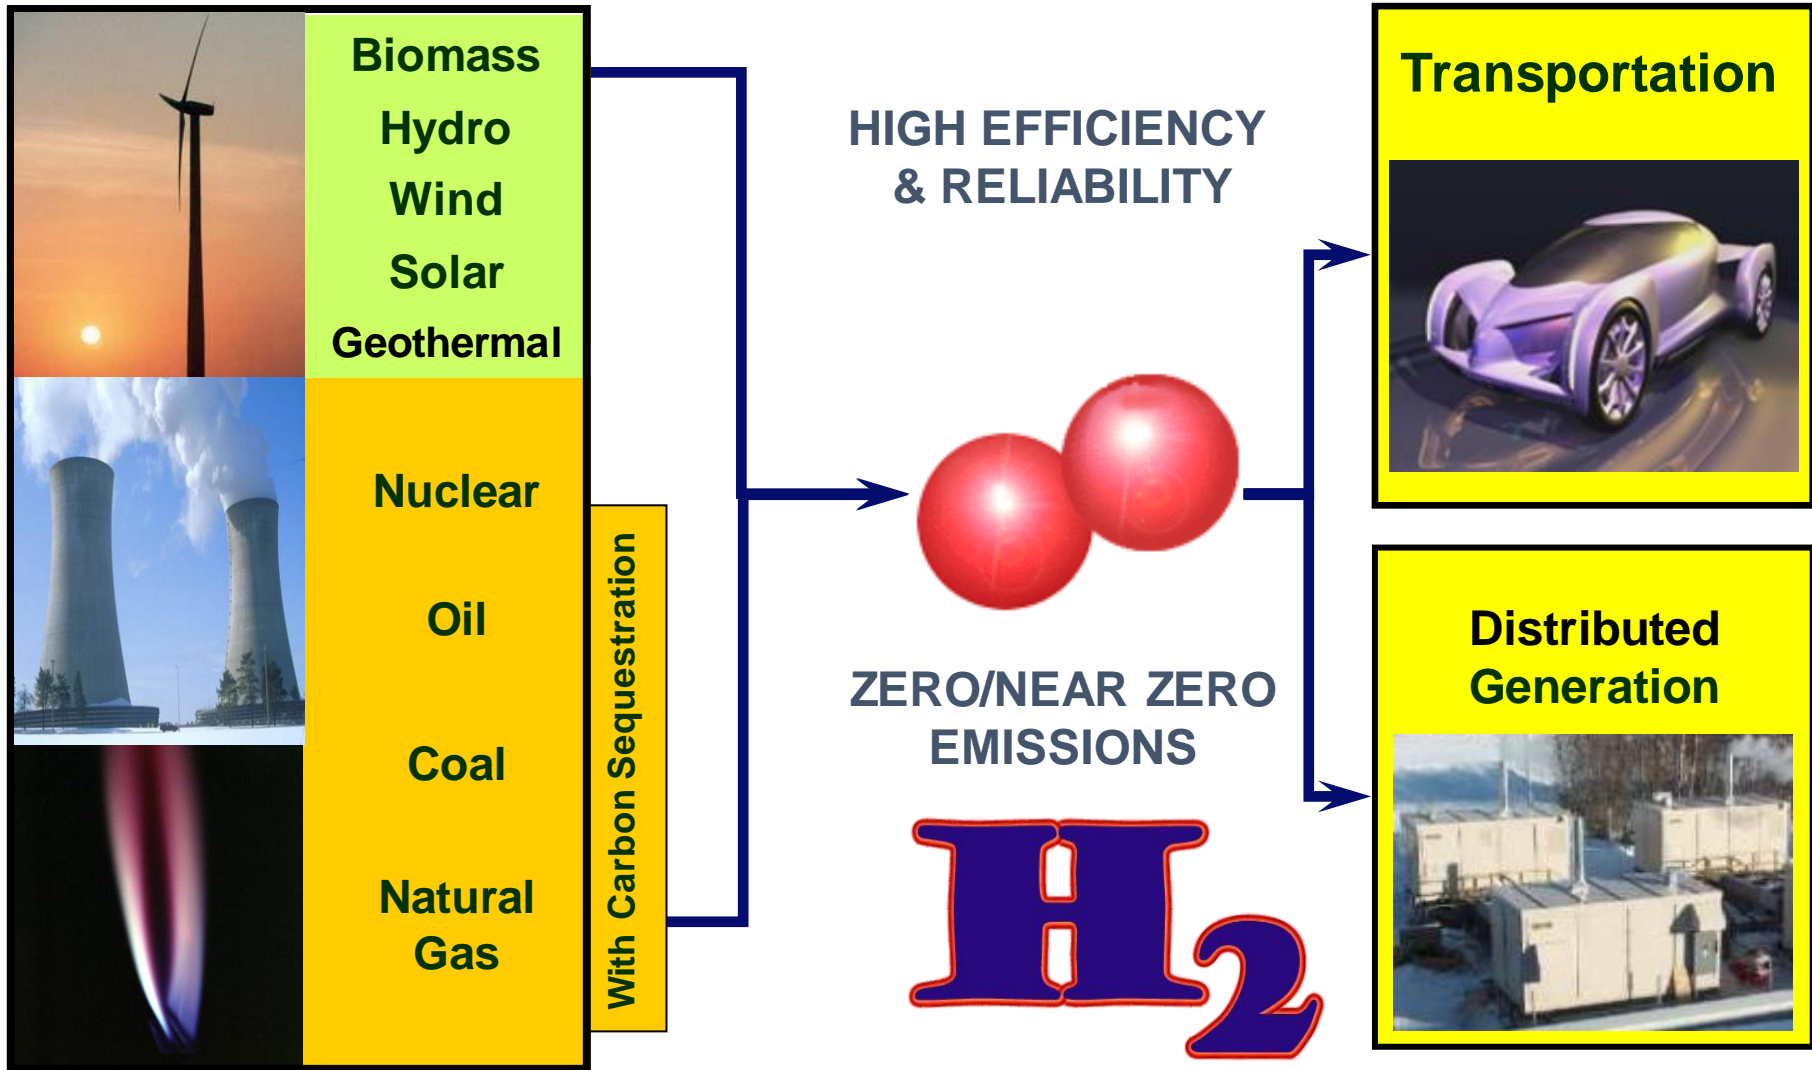 Biomass
Hydro
Wind
Solar
Geothermal
Nuclear
Oil
Coal
Natural
Gas
With Carbon Sequestration
HIGH EFFICIENCY
& RELIABILITY
ZERO/NEAR ZERO
EMISSIONS
H2
Transportation
Distributed
Generation